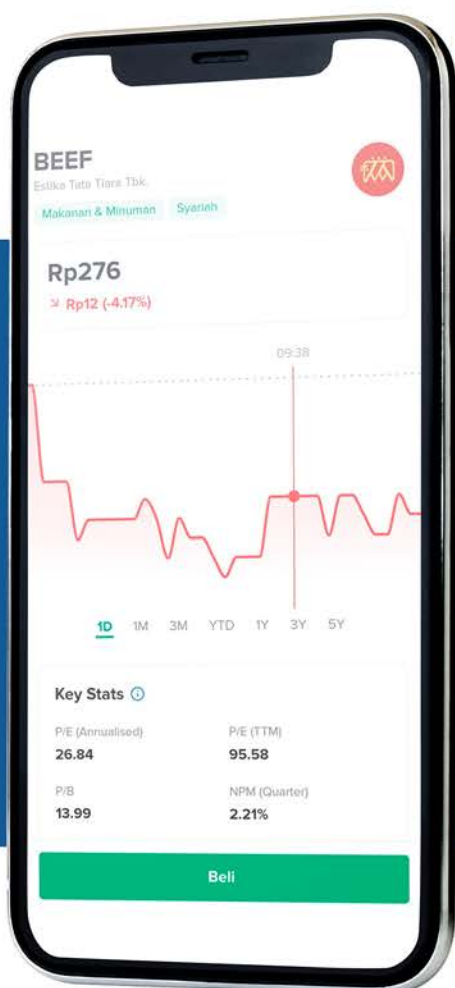 BEEF
Estika Tata Tiara Tbk.
Makanan & Minuman Syariah
Rp276
Rp12 (-4.17%)
09:38
1D 1M 3M YTD 1Y 3Y 5Y
Key Stats
P/E (Annualised) P/E (TTM)
26.84 95.58
P/B NPM (Quarter)
13.99 2.21%
Beli